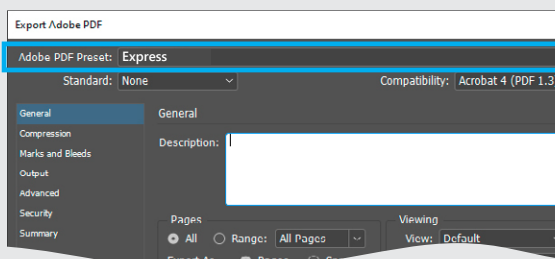 Export Adobe PDF
Adobe PDF Preset: Express
Standard: None Compatibility: Acrobat 4 (PDF 1.3
General
Compression
Marks and Bleeds
Output
Advanced
Security
Summary
General
Description:
Pages
All Range: All Pages
Viewing
View: Default